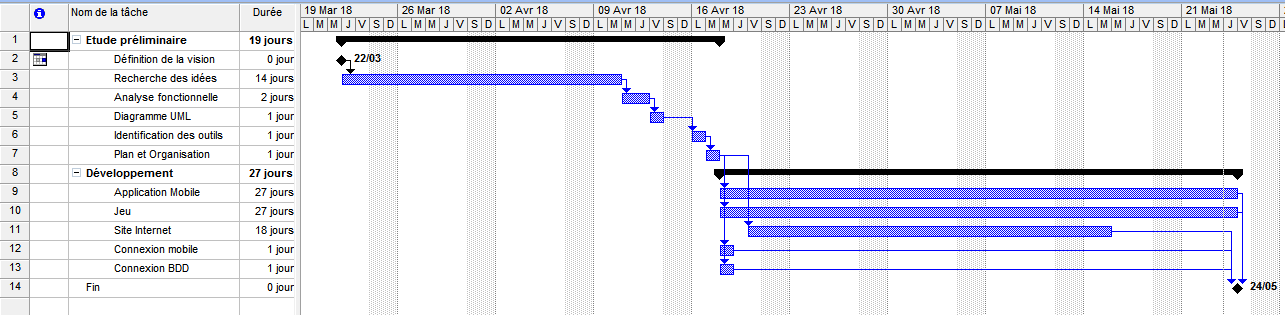 Nom de la tâche Durée 19 Mar 18 26 Mar 18 02 Avr 18 09 Avr 18 16 Avr 18 23 Avr 18 30 Avr 18 07 Mai 18 14 Mai 18 21 Mai 18
L M M J V S D L M M J V S D L M M J V S D L M M J V S D L M M J V S D L M M J V S D L M M J V S D L M M J V S D L M M J V S D L M M J V S D
1 Etude préliminaire 19 jours
2 Définition de la vision 0 jour 22/03
3 Recherche des idées 14 jours
4 Analyse fonctionnelle 2 jours
5 Diagramme UML 1 jour
6 Identification des outils 1 jour
7 Plan et Organisation 1 jour
8 Développement 27 jours
9 Application Mobile 27 jours
10 Jeu 27 jours
11 Site Internet 18 jours
12 Connexion mobile 1 jour
13 Connexion BDD 1 jour
14 Fin 0 jour 24/05